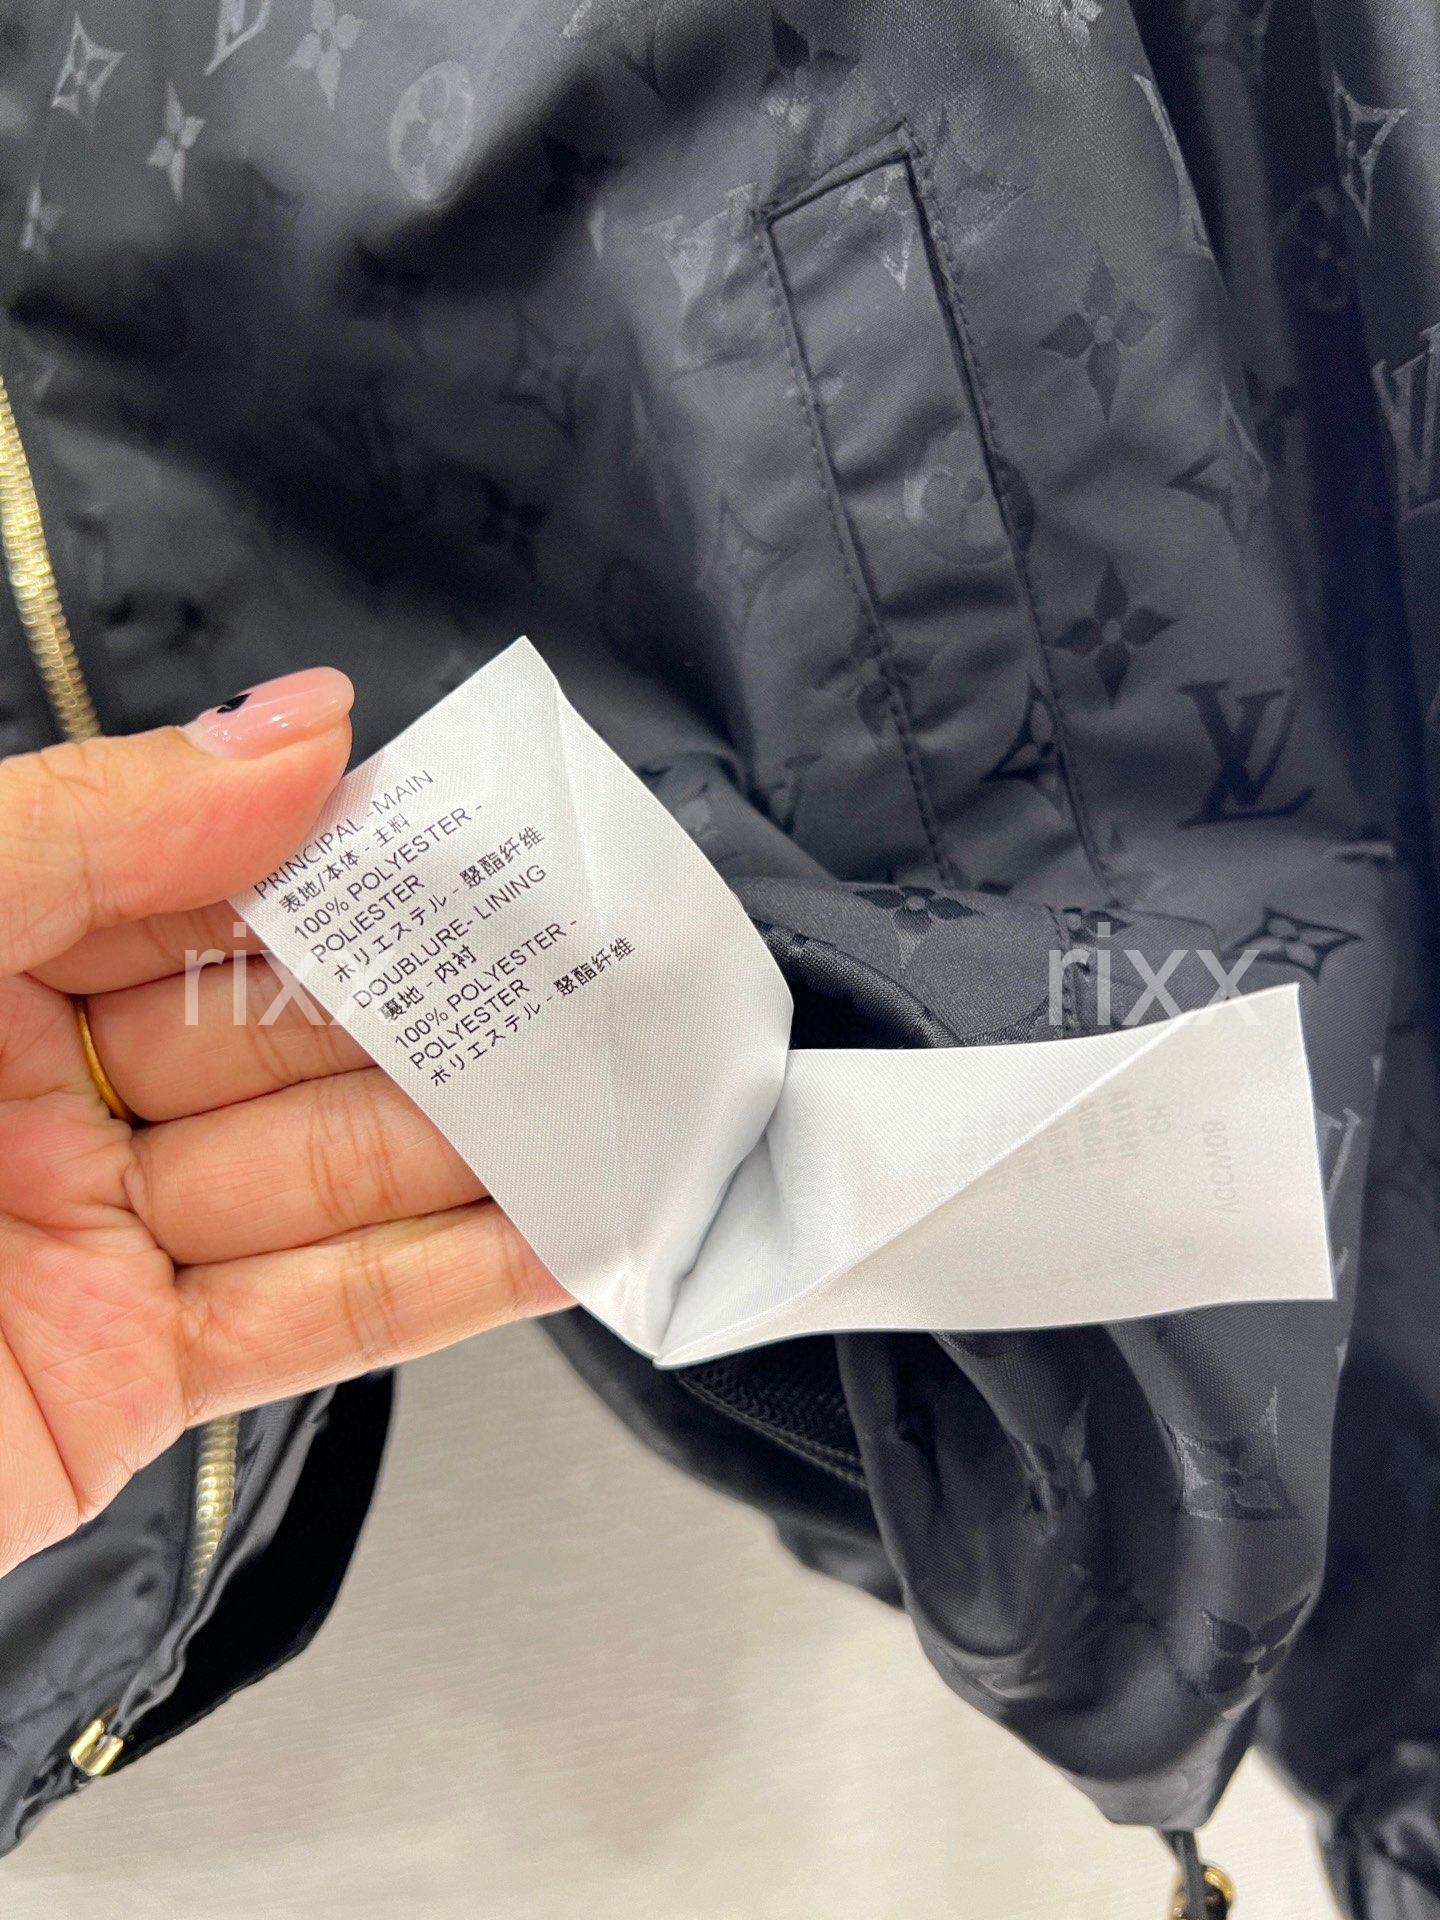 PRINCIPAL - MAIN
表地/本体 - 主料
100% POLYESTER -
POLIESTER
ポリエステル - 聚酯纤维
DOUBLURE- LINING
裏地 - 内衬
100% POLYESTER -
POLYESTER
ポリエステル - 聚酯纤维
rixx
rixx
LV